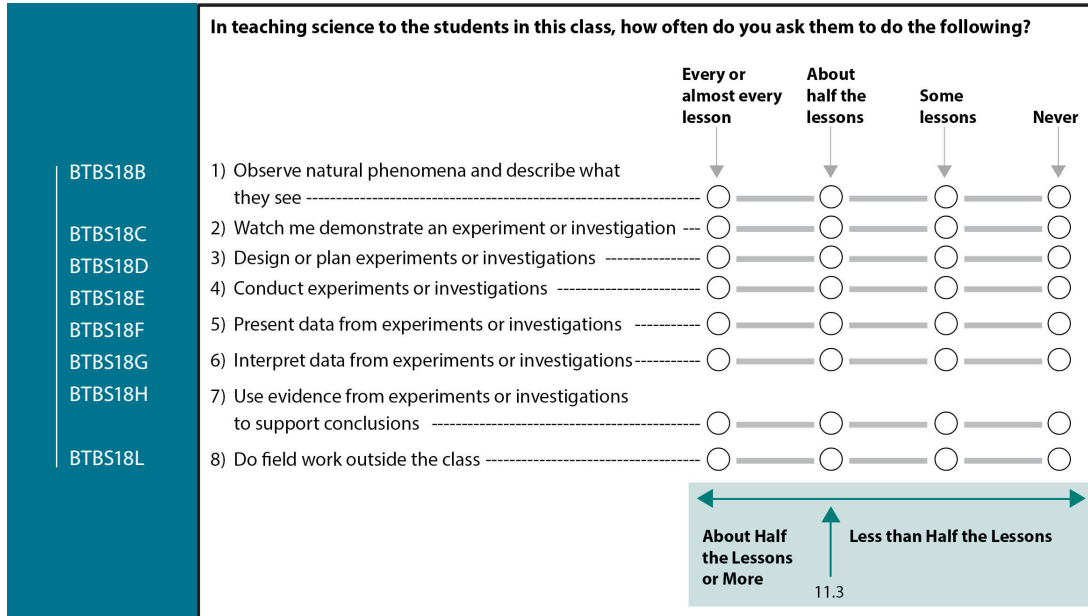 In teaching science to the students in this class, how often do you ask them to do the following?
Every or
almost every
lesson
About
half the
lessons
Some
lessons
Never
BTBS18B
1) Observe natural phenomena and describe what
they see
BTBS18C
2) Watch me demonstrate an experiment or investigation
BTBS18D
3) Design or plan experiments or investigations
BTBS18E
4) Conduct experiments or investigations
BTBS18F
5) Present data from experiments or investigations
BTBS18G
6) Interpret data from experiments or investigations
BTBS18H
7) Use evidence from experiments or investigations
to support conclusions
BTBS18L
8) Do field work outside the class
About Half
the Lessons
or More
Less than Half the Lessons
11.3